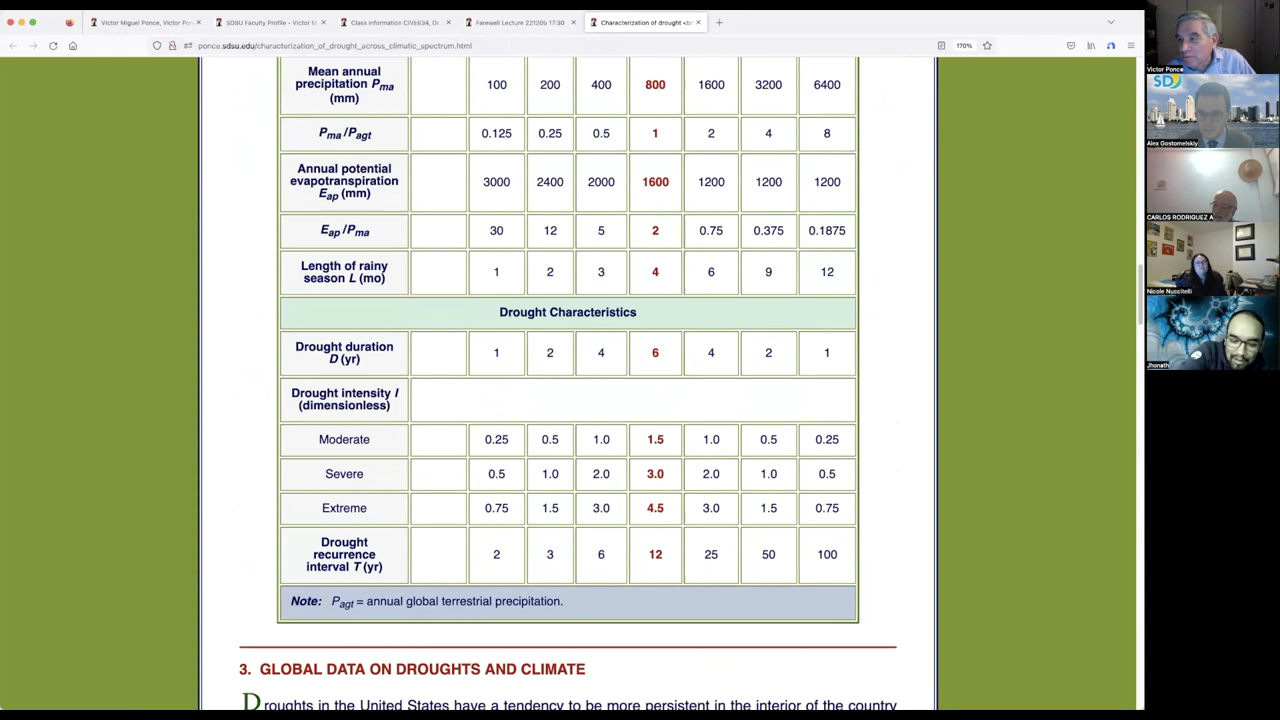 Victor Miguel Ponce, Victor Pon
SDSU Faculty Profile – Victor M
Class information CIVE634, Dr.
Farewell Lecture 221205 17:30
Characterization of drought <br
ponce.sdsu.edu/characterization_of_drought_across_climatic_spectrum.html
170%
Mean annual
precipitation Pma
(mm)
100 200 400 800 1600 3200 6400
Pma /Pagt
0.125 0.25 0.5 1 2 4 8
Annual potential
evapotranspiration
Eap (mm)
3000 2400 2000 1600 1200 1200 1200
Eap /Pma
30 12 5 2 0.75 0.375 0.1875
Length of rainy
season L (mo)
1 2 3 4 6 9 12
Drought Characteristics
Drought duration
D (yr)
1 2 4 6 4 2 1
Drought intensity I
(dimensionless)
Moderate 0.25 0.5 1.0 1.5 1.0 0.5 0.25
Severe 0.5 1.0 2.0 3.0 2.0 1.0 0.5
Extreme 0.75 1.5 3.0 4.5 3.0 1.5 0.75
Drought
recurrence
interval T (yr)
2 3 6 12 25 50 100
Note: Pagt = annual global terrestrial precipitation.
3. GLOBAL DATA ON DROUGHTS AND CLIMATE
Droughts in the United States have a tendency to be more persistent in the interior of the country
Victor Ponce
SD
Alex Gostomelskiy
CARLOS RODRIGUEZ A
Nicole Nuccitelli
Jhonath